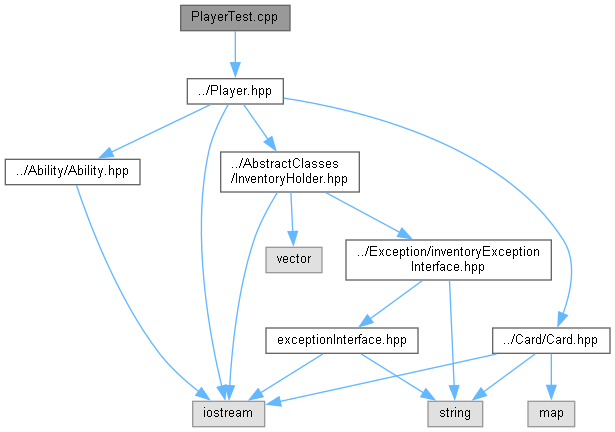 PlayerTest.cpp
../Player.hpp
../Ability/Ability.hpp
../AbstractClasses
/InventoryHolder.hpp
vector
../Exception/inventoryException
Interface.hpp
exceptionInterface.hpp
../Card/Card.hpp
iostream
string
map